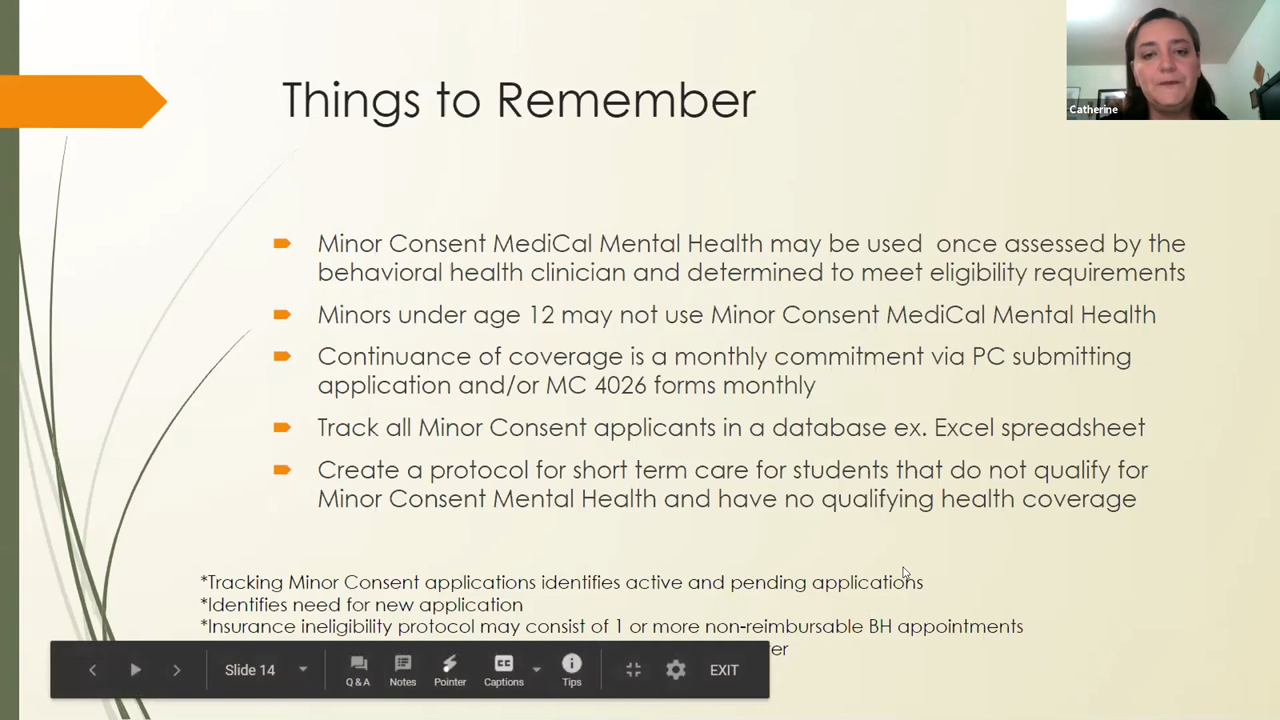 Things to Remember
Catherine
Minor Consent MediCal Mental Health may be used  once assessed by the
behavioral health clinician and determined to meet eligibility requirements
Minors under age 12 may not use Minor Consent MediCal Mental Health
Continuance of coverage is a monthly commitment via PC submitting
application and/or MC 4026 forms monthly
Track all Minor Consent applicants in a database ex. Excel spreadsheet
Create a protocol for short term care for students that do not qualify for
Minor Consent Mental Health and have no qualifying health coverage
*Tracking Minor Consent applications identifies active and pending applications
*Identifies need for new application
*Insurance ineligibility protocol may consist of 1 or more non-reimbursable BH appointments
Slide 14
Q & A
Notes
Pointer
Captions
Tips
EXIT